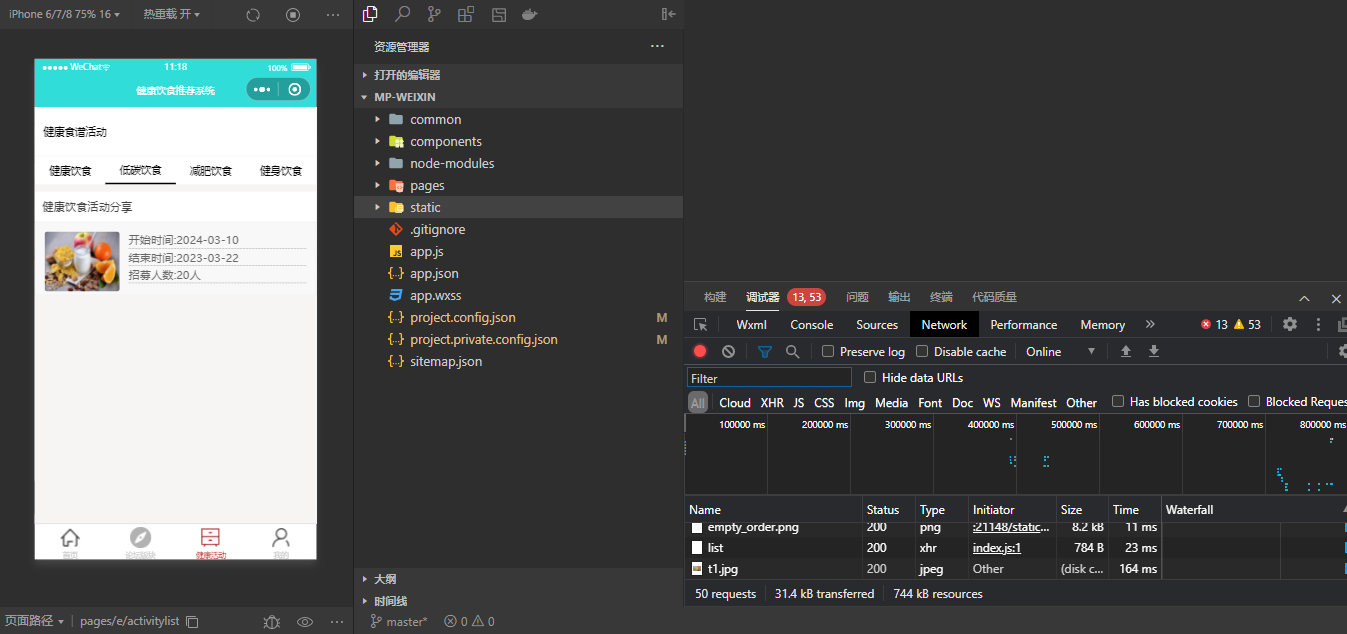 iPhone 6/7/8 75% 16 热重载 开
WeChat 11:18 100%
健康饮食推荐系统
健康食谱活动
健康饮食 低碳饮食 减肥饮食 健身饮食
健康饮食活动分享
开始时间:2024-03-10
结束时间:2023-03-22
招募人数:20人
首页 论坛板块 健康活动 我的
页面路径 pages/e/activitylist
资源管理器
打开的编辑器
MP-WEIXIN
common
components
node-modules
pages
static
.gitignore
app.js
app.json
app.wxss
project.config.json M
project.private.config.json M
sitemap.json
大纲
时间线
master* 0 0
构建 调试器 13, 53 问题 输出 终端 代码质量
Wxml Console Sources Network Performance Memory 13 53
Preserve log Disable cache Online
Filter Hide data URLs
All Cloud XHR JS CSS Img Media Font Doc WS Manifest Other Has blocked cookies Blocked Reques
100000 ms 200000 ms 300000 ms 400000 ms 500000 ms 600000 ms 700000 ms 800000 ms
Name Status Type Initiator Size Time Waterfall
empty_order.png 200 png :21148/static... 8.2 kB 11 ms
list 200 xhr index.js:1 784 B 23 ms
t1.jpg 200 jpeg Other (disk c... 164 ms
50 requests 31.4 kB transferred 744 kB resources